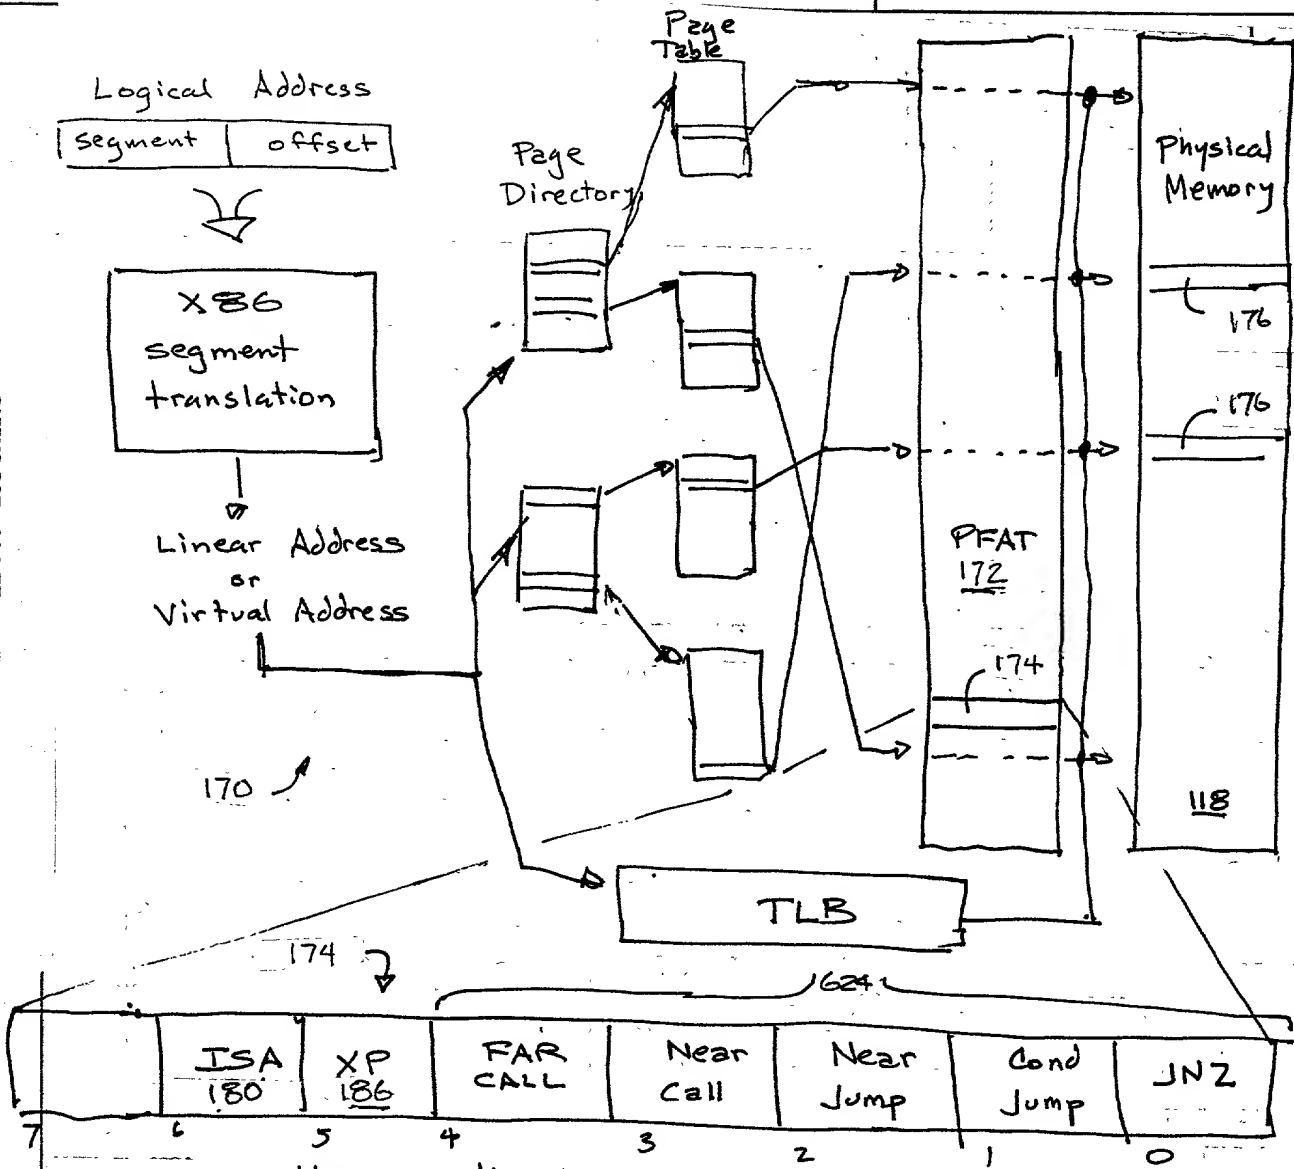 Logical Address
segment offset
X86
segment
translation
Linear Address
or
Virtual Address
170
Page
Directory
Page
Table
PFAT
172
174
Physical
Memory
176
176
118
TLB
174
624
ISA
180
XP
186
FAR
CALL
Near
Call
Near
Jump
Cond
Jump
JNZ
7 6 5 4 3 2 1 0